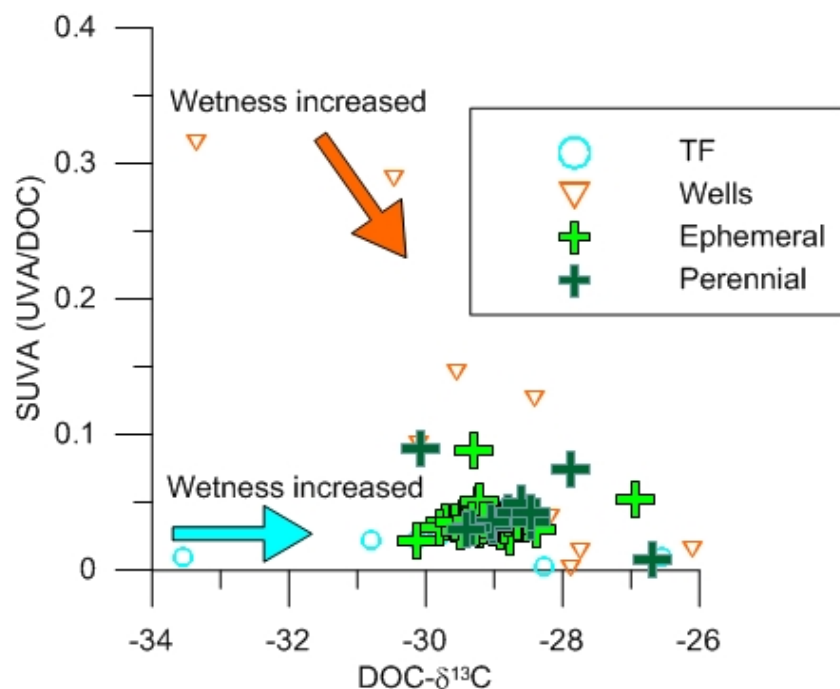 0.4
Wetness increased
TF
Wells
Ephemeral
Perennial
0.3
0.2
SUVA (UVA/DOC)
0.1
Wetness increased
0
-34
-32
-30
-28
-26
DOC-δ¹³C